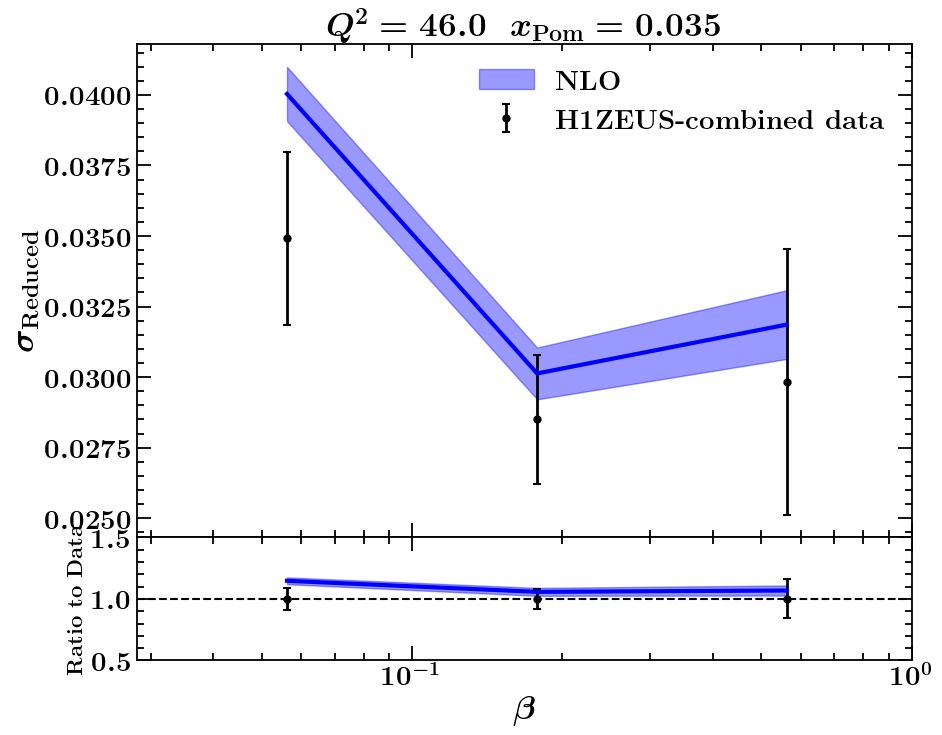 Q² = 46.0 x_Pom = 0.035
NLO
H1ZEUS-combined data
σ_Reduced
0.0400
0.0375
0.0350
0.0325
0.0300
0.0275
0.0250
Ratio to Data
1.5
1.0
0.5
10⁻¹
10⁰
β